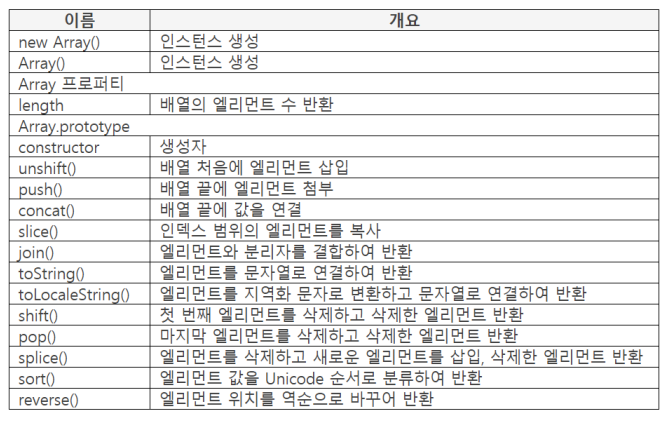 이름 개요
new Array() 인스턴스 생성
Array() 인스턴스 생성
Array 프로퍼티
length 배열의 엘리먼트 수 반환
Array.prototype
constructor 생성자
unshift() 배열 처음에 엘리먼트 삽입
push() 배열 끝에 엘리먼트 첨부
concat() 배열 끝에 값을 연결
slice() 인덱스 범위의 엘리먼트를 복사
join() 엘리먼트와 분리자를 결합하여 반환
toString() 엘리먼트를 문자열로 연결하여 반환
toLocaleString() 엘리먼트를 지역화 문자로 변환하고 문자열로 연결하여 반환
shift() 첫 번째 엘리먼트를 삭제하고 삭제한 엘리먼트 반환
pop() 마지막 엘리먼트를 삭제하고 삭제한 엘리먼트 반환
splice() 엘리먼트를 삭제하고 새로운 엘리먼트를 삽입, 삭제한 엘리먼트 반환
sort() 엘리먼트 값을 Unicode 순서로 분류하여 반환
reverse() 엘리먼트 위치를 역순으로 바꾸어 반환